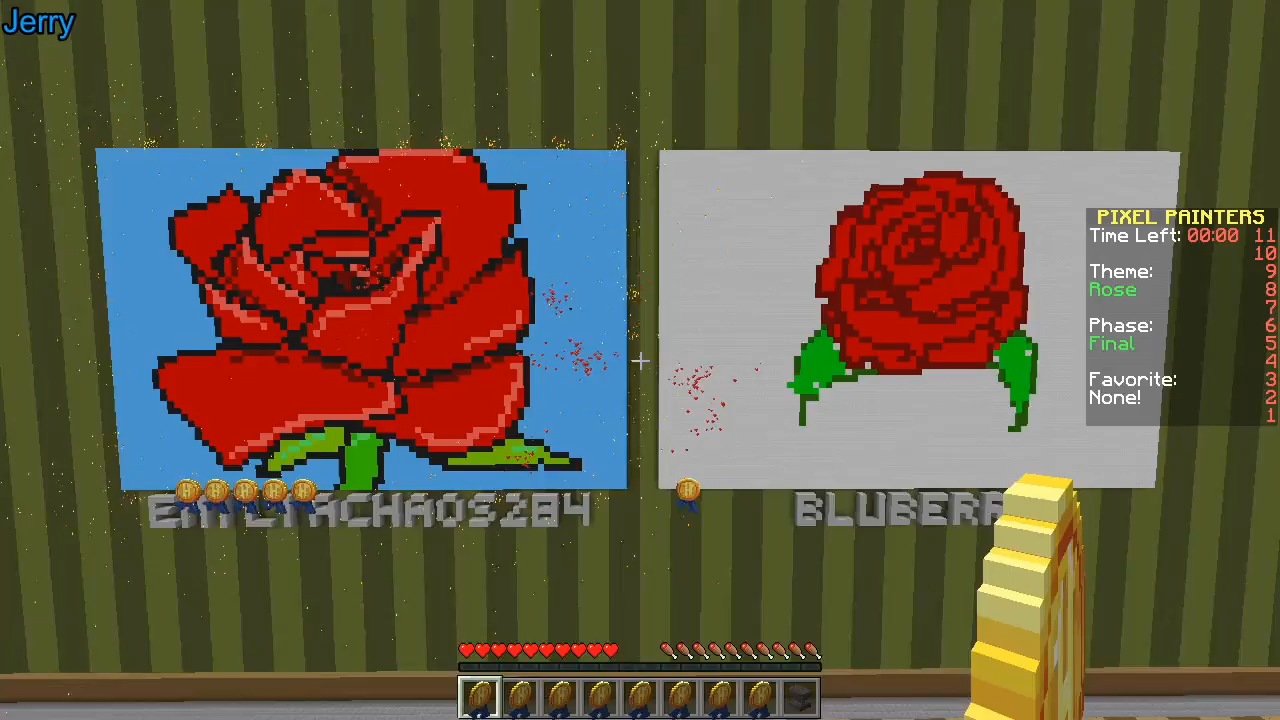 Jerry
PIXEL PAINTERS
Time Left: 00:00 11
10
Theme: 9
Rose 8
7
Phase: 6
Final 5
4
Favorite: 3
None! 2
1